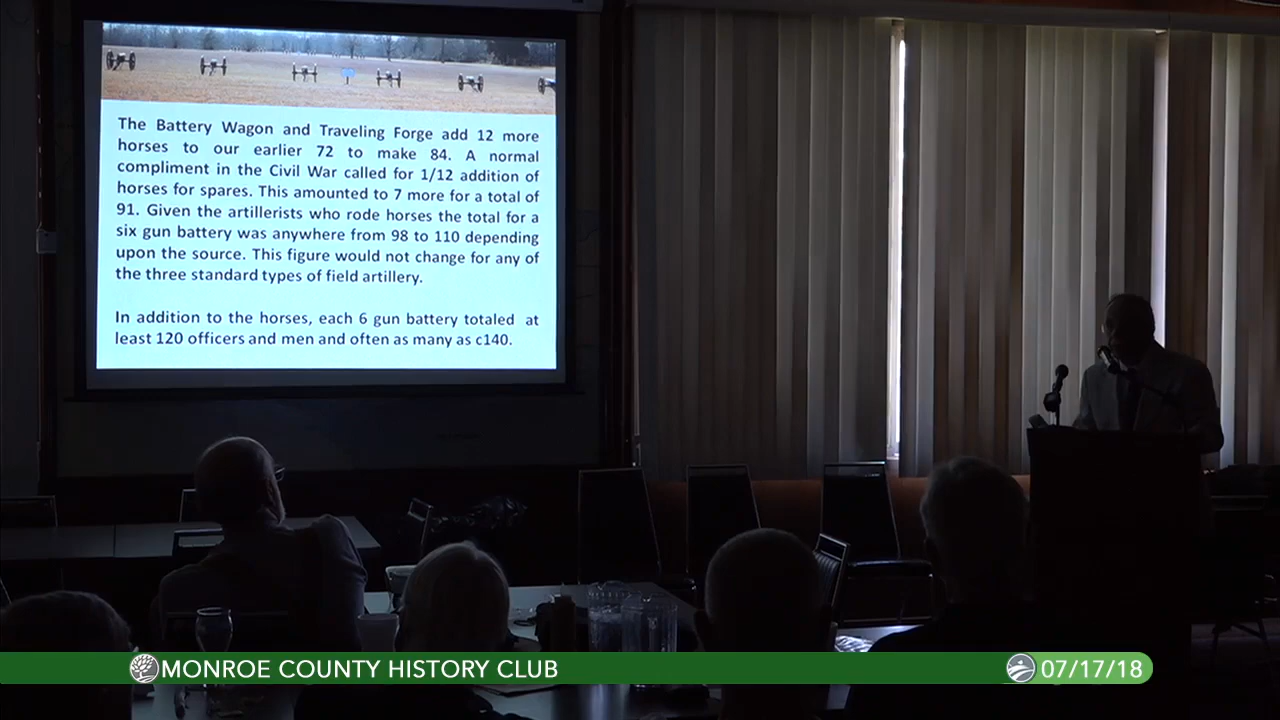 The Battery Wagon and Traveling Forge add 12 more
horses to our earlier 72 to make 84. A normal
compliment in the Civil War called for 1/12 addition of
horses for spares. This amounted to 7 more for a total of
91. Given the artillerists who rode horses the total for a
six gun battery was anywhere from 98 to 110 depending
upon the source. This figure would not change for any of
the three standard types of field artillery.
In addition to the horses, each 6 gun battery totaled at
least 120 officers and men and often as many as c140.
MONROE COUNTY HISTORY CLUB
07/17/18